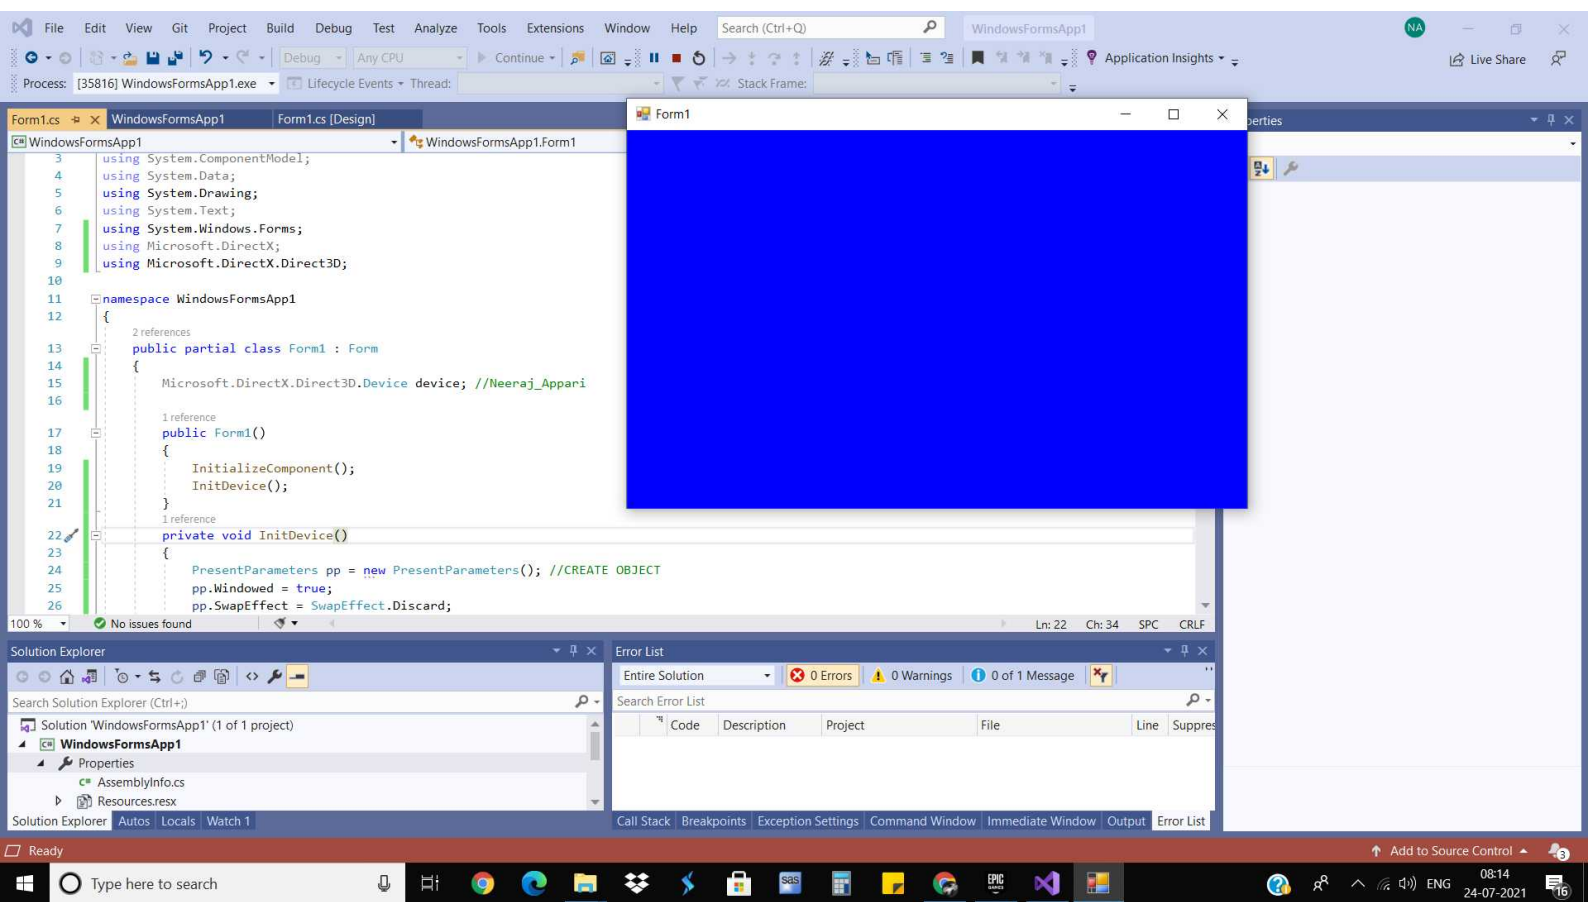 File Edit View Git Project Build Debug Test Analyze Tools Extensions Window Help Search (Ctrl+Q) WindowsFormsApp1 NA
Debug Any CPU Continue Application Insights Live Share
Process: [35816] WindowsFormsApp1.exe Lifecycle Events Thread: Stack Frame:
Form1.cs WindowsFormsApp1 Form1.cs [Design]
WindowsFormsApp1 WindowsFormsApp1.Form1
3 using System.ComponentModel;
4 using System.Data;
5 using System.Drawing;
6 using System.Text;
7 using System.Windows.Forms;
8 using Microsoft.DirectX;
9 using Microsoft.DirectX.Direct3D;
10
11 namespace WindowsFormsApp1
12 {
2 references
13 public partial class Form1 : Form
14 {
15 Microsoft.DirectX.Direct3D.Device device; //Neeraj_Appari
16
1 reference
17 public Form1()
18 {
19 InitializeComponent();
20 InitDevice();
21 }
1 reference
22 private void InitDevice()
23 {
24 PresentParameters pp = new PresentParameters(); //CREATE OBJECT
25 pp.Windowed = true;
26 pp.SwapEffect = SwapEffect.Discard;
100 % No issues found Ln: 22 Ch: 34 SPC CRLF
Form1
erties
Solution Explorer
Search Solution Explorer (Ctrl+;)
Solution 'WindowsFormsApp1' (1 of 1 project)
WindowsFormsApp1
Properties
AssemblyInfo.cs
Resources.resx
Solution Explorer Autos Locals Watch 1
Error List
Entire Solution 0 Errors 0 Warnings 0 of 1 Message
Search Error List
Code Description Project File Line Suppres
Call Stack Breakpoints Exception Settings Command Window Immediate Window Output Error List
Ready Add to Source Control 3
Type here to search sas EPIC GAMES ENG 08:14
24-07-2021 16